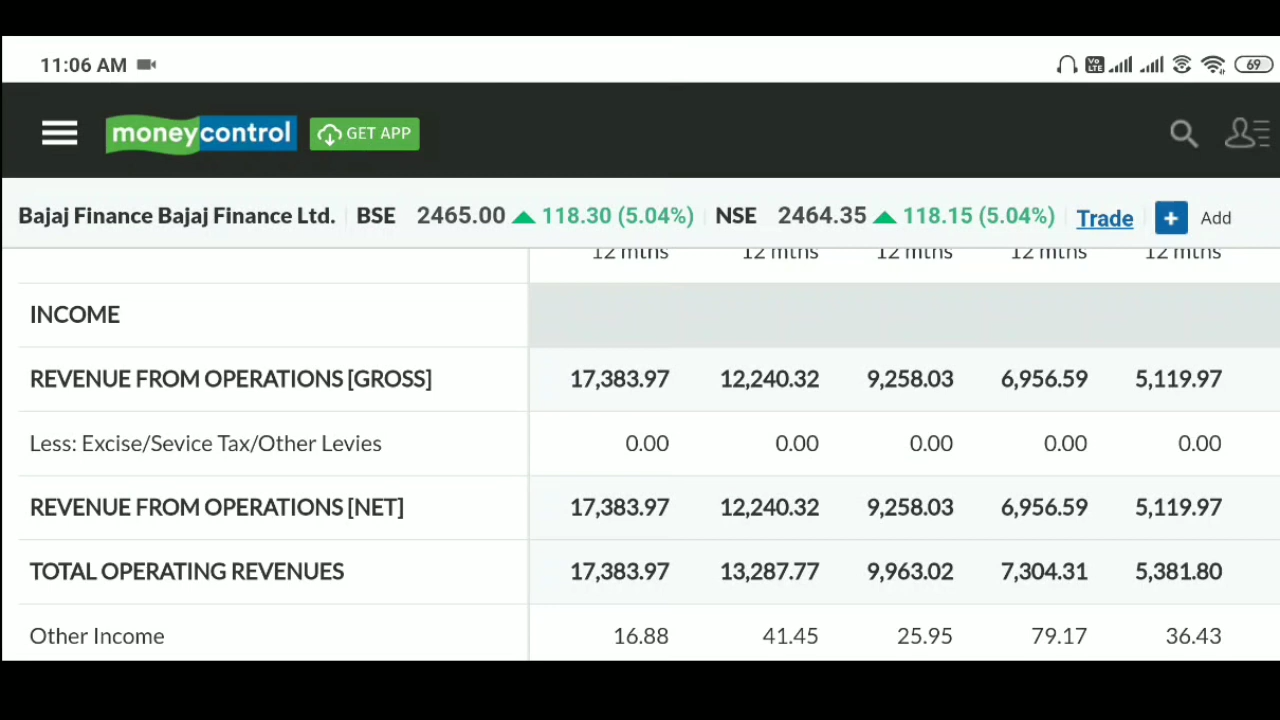 11:06 AM Vo LTE 69
moneycontrol GET APP
Bajaj Finance Bajaj Finance Ltd. BSE 2465.00 118.30 (5.04%) NSE 2464.35 118.15 (5.04%) Trade + Add
12 mths 12 mths 12 mths 12 mths 12 mths
INCOME
REVENUE FROM OPERATIONS [GROSS] 17,383.97 12,240.32 9,258.03 6,956.59 5,119.97
Less: Excise/Sevice Tax/Other Levies 0.00 0.00 0.00 0.00 0.00
REVENUE FROM OPERATIONS [NET] 17,383.97 12,240.32 9,258.03 6,956.59 5,119.97
TOTAL OPERATING REVENUES 17,383.97 13,287.77 9,963.02 7,304.31 5,381.80
Other Income 16.88 41.45 25.95 79.17 36.43